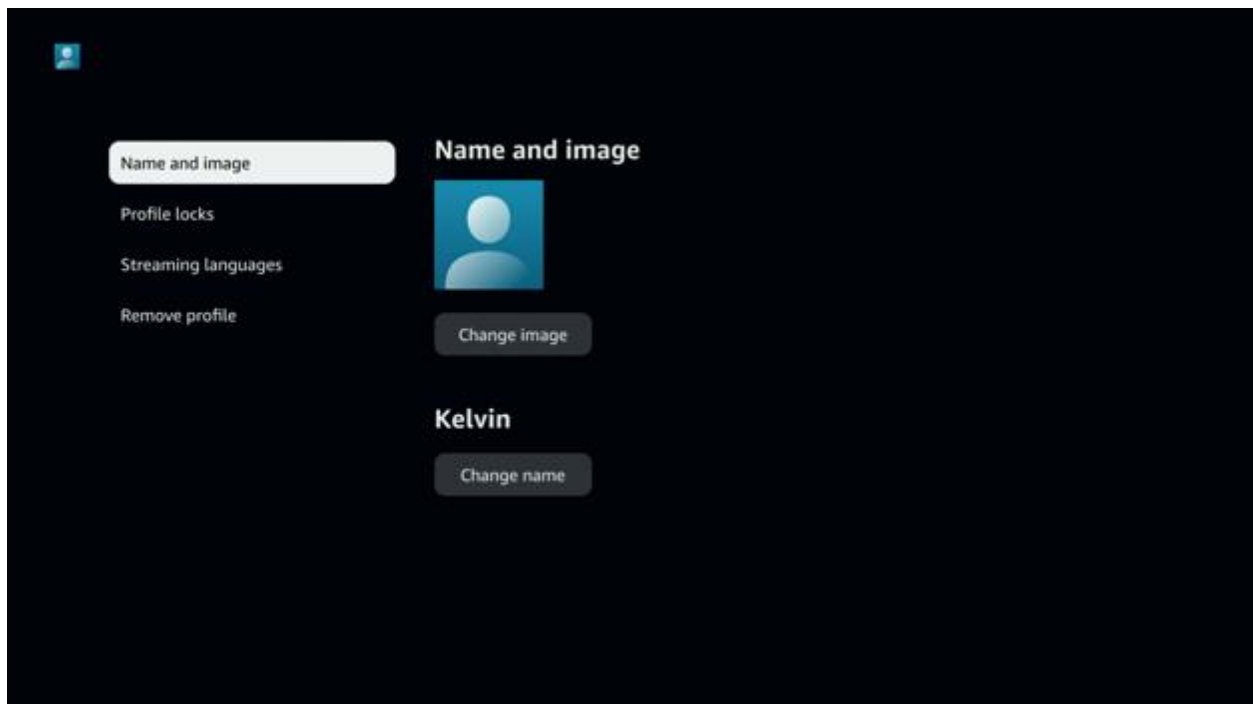 Name and image
Profile locks
Streaming languages
Remove profile
Name and image
Change image
Kelvin
Change name